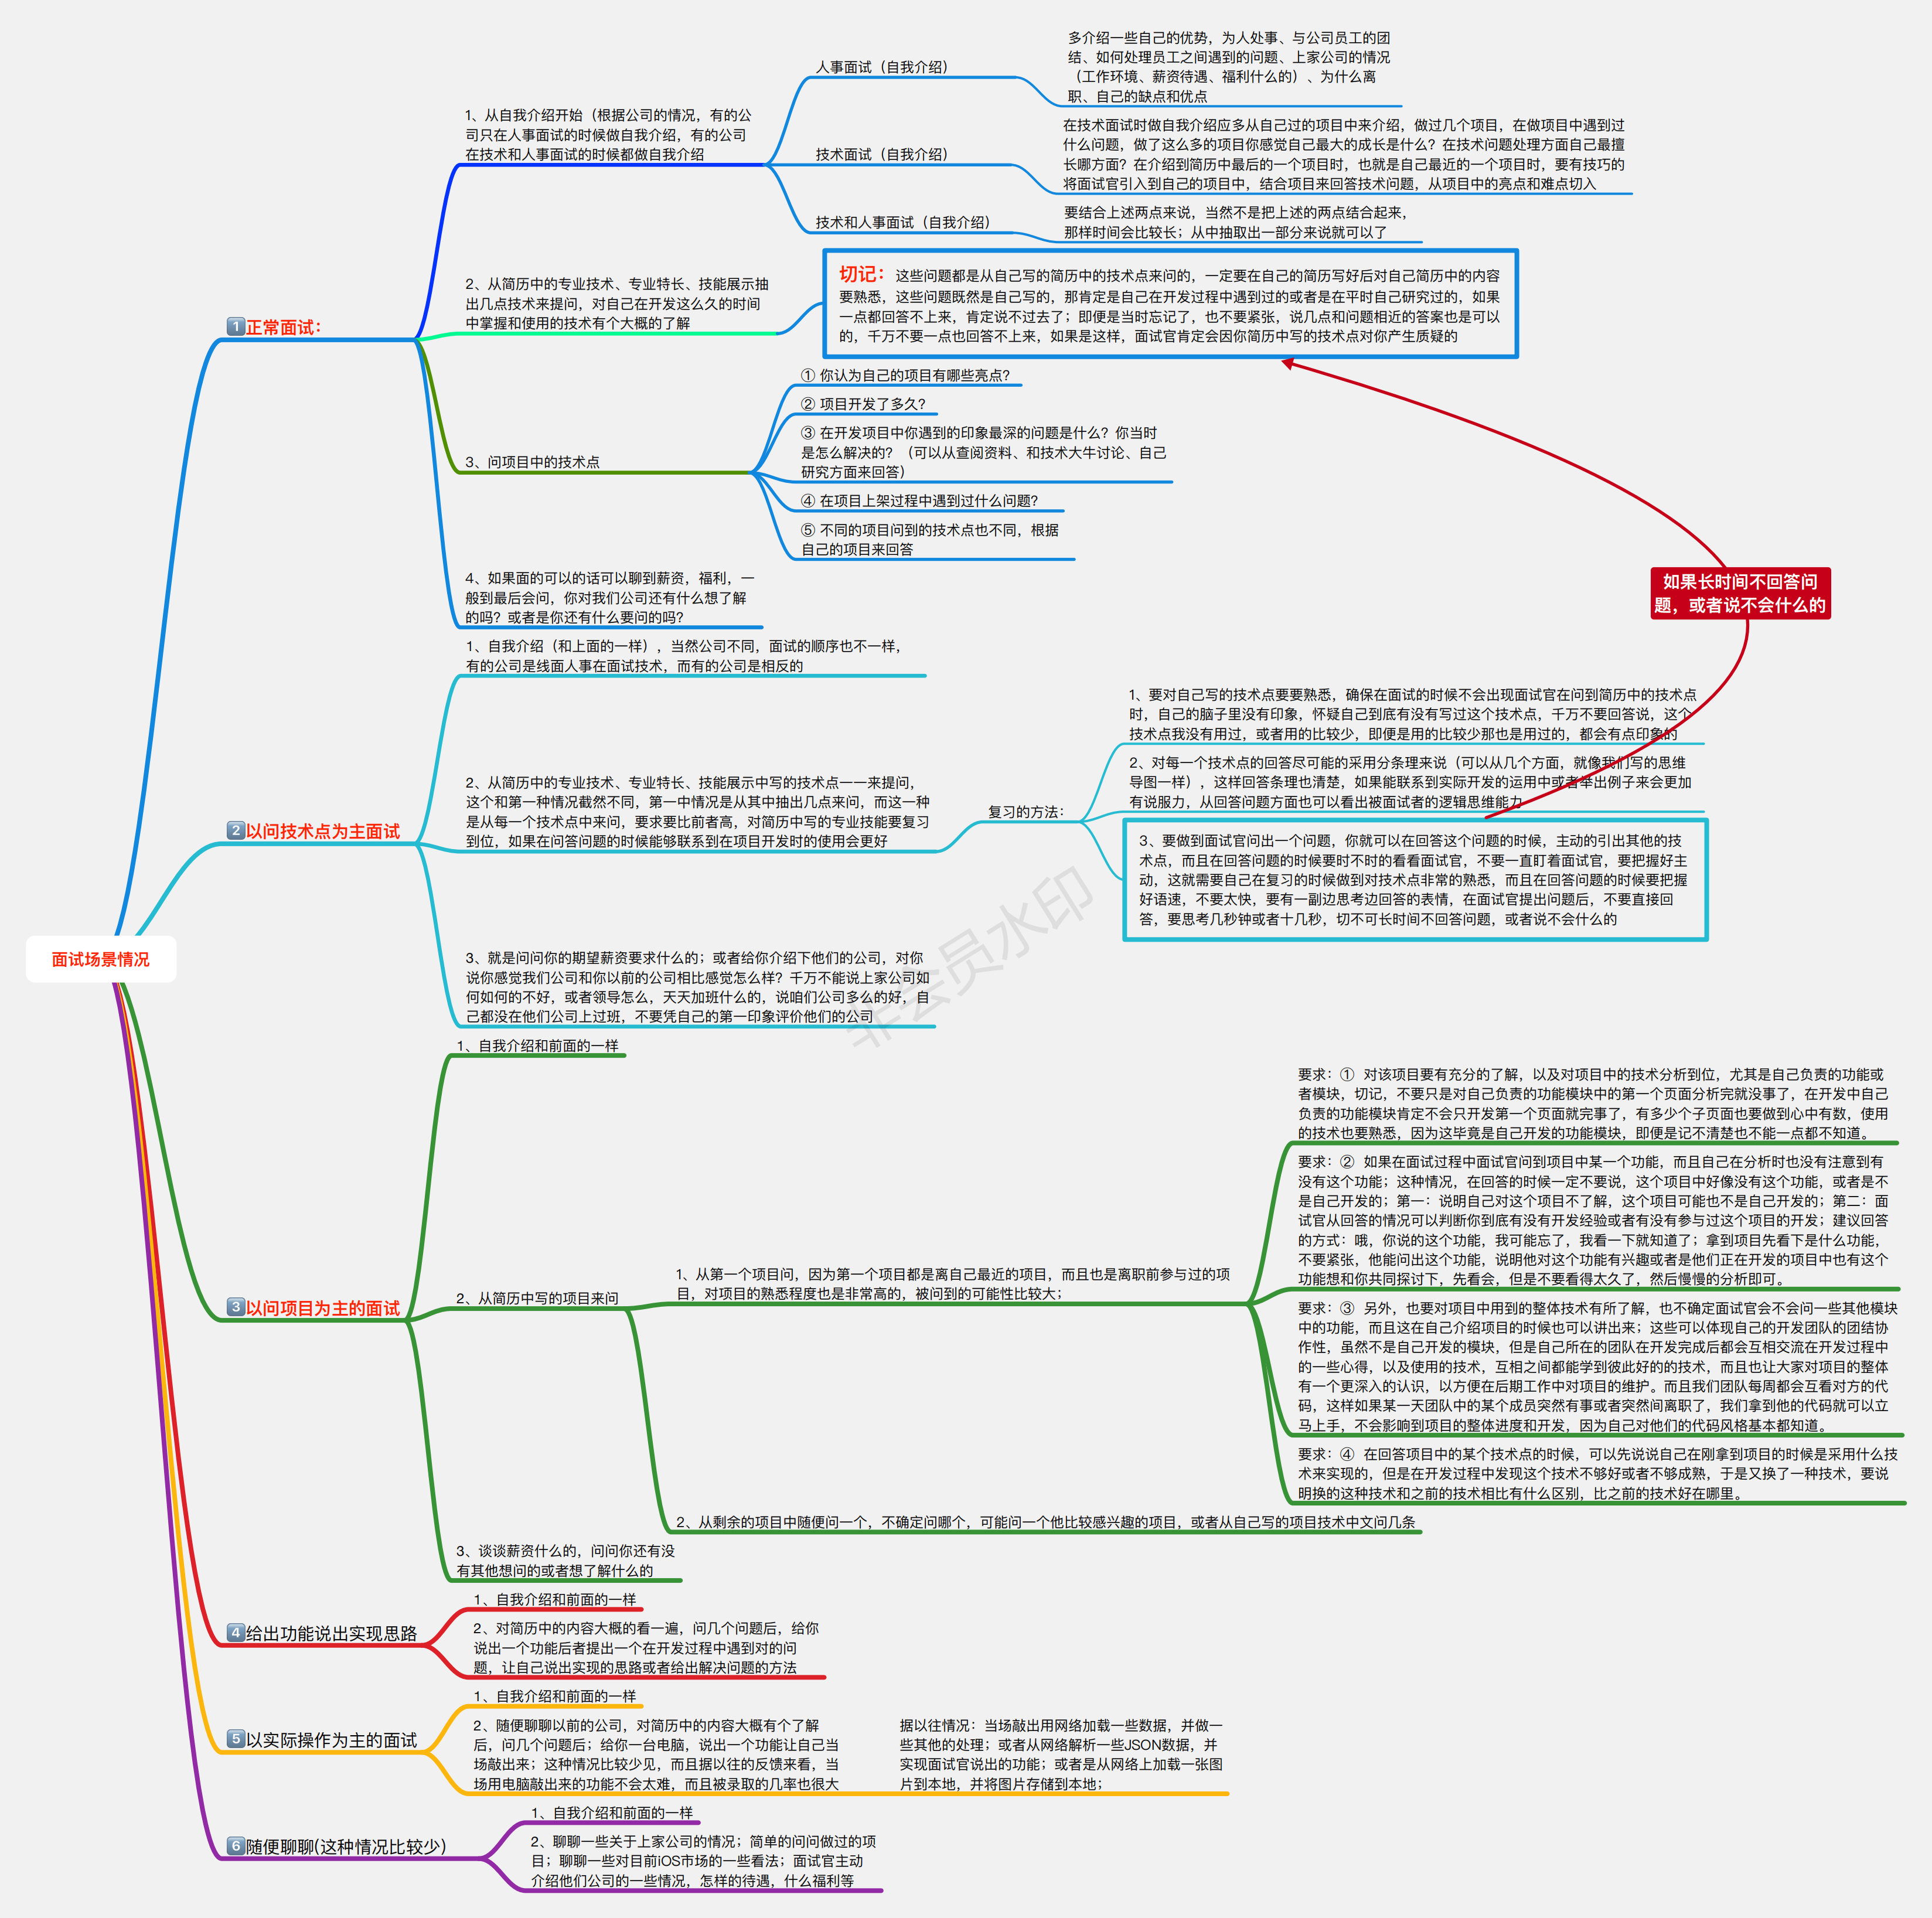 面试场景情况
1 正常面试：
1、从自我介绍开始（根据公司的情况，有的公
司只在人事面试的时候做自我介绍，有的公司
在技术和人事面试的时候都做自我介绍
人事面试（自我介绍）
多介绍一些自己的优势，为人处事、与公司员工的团
结、如何处理员工之间遇到的问题、上家公司的情况
（工作环境、薪资待遇、福利什么的）、为什么离
职、自己的缺点和优点
技术面试（自我介绍）
在技术面试时做自我介绍应多从自己过的项目中来介绍，做过几个项目，在做项目中遇到过
什么问题，做了这么多的项目你感觉自己最大的成长是什么？在技术问题处理方面自己最擅
长哪方面？在介绍到简历中最后的一个项目时，也就是自己最近的一个项目时，要有技巧的
将面试官引入到自己的项目中，结合项目来回答技术问题，从项目中的亮点和难点切入
技术和人事面试（自我介绍）
要结合上述两点来说，当然不是把上述的两点结合起来，
那样时间会比较长；从中抽取出一部分来说就可以了
2、从简历中的专业技术、专业特长、技能展示抽
出几点技术来提问，对自己在开发这么久的时间
中掌握和使用的技术有个大概的了解
切记：这些问题都是从自己写的简历中的技术点来问的，一定要在自己的简历写好后对自己简历中的内容
要熟悉，这些问题既然是自己写的，那肯定是自己在开发过程中遇到过的或者是在平时自己研究过的，如果
一点都回答不上来，肯定说不过去了；即便是当时忘记了，也不要紧张，说几点和问题相近的答案也是可以
的，千万不要一点也回答不上来，如果是这样，面试官肯定会因你简历中写的技术点对你产生质疑的
3、问项目中的技术点
① 你认为自己的项目有哪些亮点？
② 项目开发了多久？
③ 在开发项目中你遇到的印象最深的问题是什么？你当时
是怎么解决的？（可以从查阅资料、和技术大牛讨论、自己
研究方面来回答）
④ 在项目上架过程中遇到过什么问题？
⑤ 不同的项目问到的技术点也不同，根据
自己的项目来回答
4、如果面的可以的话可以聊到薪资，福利，一
般到最后会问，你对我们公司还有什么想了解
的吗？或者是你还有什么要问的吗？
如果长时间不回答问
题，或者说不会什么的
2 以问技术点为主面试
1、自我介绍（和上面的一样），当然公司不同，面试的顺序也不一样，
有的公司是线面人事在面试技术，而有的公司是相反的
2、从简历中的专业技术、专业特长、技能展示中写的技术点一一来提问，
这个和第一种情况截然不同，第一中情况是从其中抽出几点来问，而这一种
是从每一个技术点中来问，要求要比前者高，对简历中写的专业技能要复习
到位，如果在问答问题的时候能够联系到在项目开发时的使用会更好
复习的方法：
1、要对自己写的技术点要要熟悉，确保在面试的时候不会出现面试官在问到简历中的技术点
时，自己的脑子里没有印象，怀疑自己到底有没有写过这个技术点，千万不要回答说，这个
技术点我没有用过，或者用的比较少，即便是用的比较少那也是用过的，都会有点印象的
2、对每一个技术点的回答尽可能的采用分条理来说（可以从几个方面，就像我们写的思维
导图一样），这样回答条理也清楚，如果能联系到实际开发的运用中或者举出例子来会更加
有说服力，从回答问题方面也可以看出被面试者的逻辑思维能力
3、要做到面试官问出一个问题，你就可以在回答这个问题的时候，主动的引出其他的技
术点，而且在回答问题的时候要时不时的看看面试官，不要一直盯着面试官，要把握好主
动，这就需要自己在复习的时候做到对技术点非常的熟悉，而且在回答问题的时候要把握
好语速，不要太快，要有一副边思考边回答的表情，在面试官提出问题后，不要直接回
答，要思考几秒钟或者十几秒，切不可长时间不回答问题，或者说不会什么的
3、就是问问你的期望薪资要求什么的；或者给你介绍下他们的公司，对你
说你感觉我们公司和你以前的公司相比感觉怎么样？千万不能说上家公司如
何如何的不好，或者领导怎么，天天加班什么的，说咱们公司多么的好，自
己都没在他们公司上过班，不要凭自己的第一印象评价他们的公司
非会员水印
3 以问项目为主的面试
1、自我介绍和前面的一样
2、从简历中写的项目来问
1、从第一个项目问，因为第一个项目都是离自己最近的项目，而且也是离职前参与过的项
目，对项目的熟悉程度也是非常高的，被问到的可能性比较大；
要求：① 对该项目要有充分的了解，以及对项目中的技术分析到位，尤其是自己负责的功能或
者模块，切记，不要只是对自己负责的功能模块中的第一个页面分析完就没事了，在开发中自己
负责的功能模块肯定不会只开发第一个页面就完事了，有多少个子页面也要做到心中有数，使用
的技术也要熟悉，因为这毕竟是自己开发的功能模块，即便是记不清楚也不能一点都不知道。
要求：② 如果在面试过程中面试官问到项目中某一个功能，而且自己在分析时也没有注意到有
没有这个功能；这种情况，在回答的时候一定不要说，这个项目中好像没有这个功能，或者是不
是自己开发的；第一：说明自己对这个项目不了解，这个项目可能也不是自己开发的；第二：面
试官从回答的情况可以判断你到底有没有开发经验或者有没有参与过这个项目的开发；建议回答
的方式：哦，你说的这个功能，我可能忘了，我看一下就知道了；拿到项目先看下是什么功能，
不要紧张，他能问出这个功能，说明他对这个功能有兴趣或者是他们正在开发的项目中也有这个
功能想和你共同探讨下，先看会，但是不要看得太久了，然后慢慢的分析即可。
要求：③ 另外，也要对项目中用到的整体技术有所了解，也不确定面试官会不会问一些其他模块
中的功能，而且这在自己介绍项目的时候也可以讲出来；这些可以体现自己的开发团队的团结协
作性，虽然不是自己开发的模块，但是自己所在的团队在开发完成后都会互相交流在开发过程中
的一些心得，以及使用的技术，互相之间都能学到彼此好的的技术，而且也让大家对项目的整体
有一个更深入的认识，以方便在后期工作中对项目的维护。而且我们团队每周都会互看对方的代
码，这样如果某一天团队中的某个成员突然有事或者突然间离职了，我们拿到他的代码就可以立
马上手，不会影响到项目的整体进度和开发，因为自己对他们的代码风格基本都知道。
要求：④ 在回答项目中的某个技术点的时候，可以先说说自己在刚拿到项目的时候是采用什么技
术来实现的，但是在开发过程中发现这个技术不够好或者不够成熟，于是又换了一种技术，要说
明换的这种技术和之前的技术相比有什么区别，比之前的技术好在哪里。
2、从剩余的项目中随便问一个，不确定问哪个，可能问一个他比较感兴趣的项目，或者从自己写的项目技术中文问几条
3、谈谈薪资什么的，问问你还有没
有其他想问的或者想了解什么的
4 给出功能说出实现思路
1、自我介绍和前面的一样
2、对简历中的内容大概的看一遍，问几个问题后，给你
说出一个功能后者提出一个在开发过程中遇到对的问
题，让自己说出实现的思路或者给出解决问题的方法
5 以实际操作为主的面试
1、自我介绍和前面的一样
2、随便聊聊以前的公司，对简历中的内容大概有个了解
后，问几个问题后；给你一台电脑，说出一个功能让自己当
场敲出来；这种情况比较少见，而且据以往的反馈来看，当
场用电脑敲出来的功能不会太难，而且被录取的几率也很大
据以往情况：当场敲出用网络加载一些数据，并做一
些其他的处理；或者从网络解析一些JSON数据，并
实现面试官说出的功能；或者是从网络上加载一张图
片到本地，并将图片存储到本地；
6 随便聊聊(这种情况比较少)
1、自我介绍和前面的一样
2、聊聊一些关于上家公司的情况；简单的问问做过的项
目；聊聊一些对目前iOS市场的一些看法；面试官主动
介绍他们公司的一些情况，怎样的待遇，什么福利等